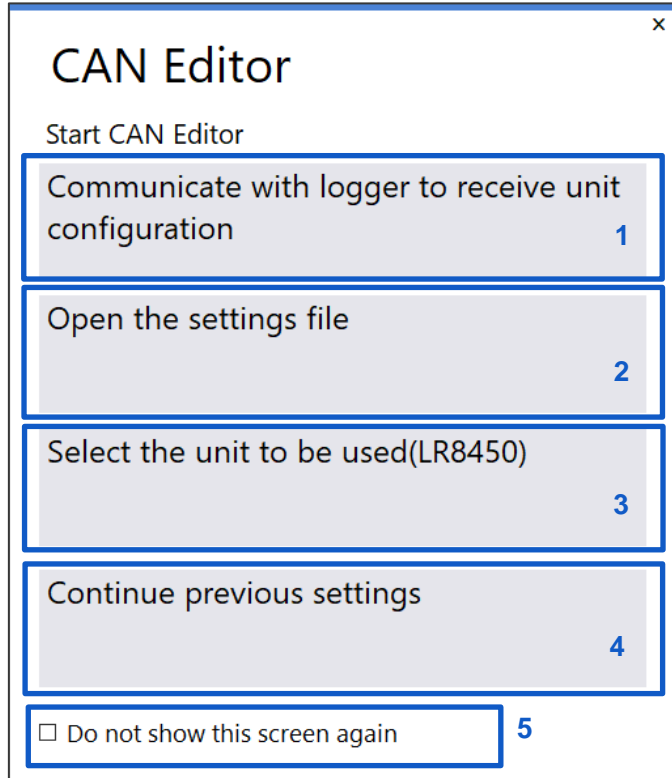 ×
CAN Editor
Start CAN Editor
Communicate with logger to receive unit
configuration
1
Open the settings file
2
Select the unit to be used(LR8450)
3
Continue previous settings
4
Do not show this screen again
5